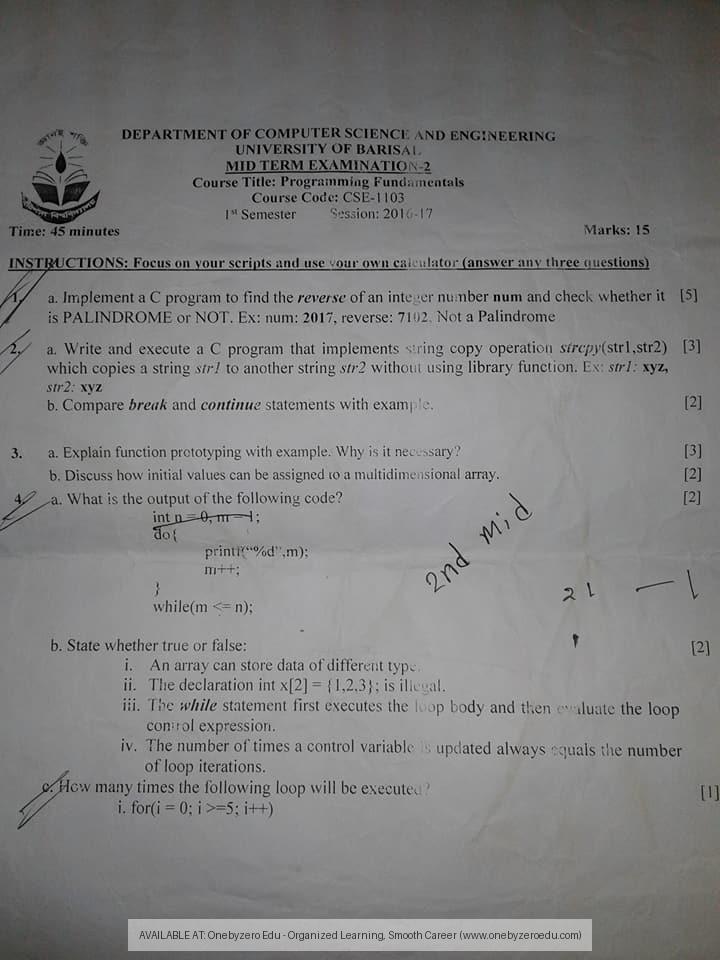 আলোই শক্তি
DEPARTMENT OF COMPUTER SCIENCE AND ENGINEERING
UNIVERSITY OF BARISAL
MID TERM EXAMINATION-2
Course Title: Programming Fundamentals
Course Code: CSE-1103
1st Semester Session: 2016-17
Time: 45 minutes Marks: 15
INSTRUCTIONS: Focus on your scripts and use your own calculator (answer any three questions)
1. a. Implement a C program to find the reverse of an integer number num and check whether it [5]
is PALINDROME or NOT. Ex: num: 2017, reverse: 7102. Not a Palindrome
2. a. Write and execute a C program that implements string copy operation strcpy(str1,str2) [3]
which copies a string str1 to another string str2 without using library function. Ex: str1: xyz,
str2: xyz
b. Compare break and continue statements with example. [2]
3. a. Explain function prototyping with example. Why is it necessary? [3]
b. Discuss how initial values can be assigned to a multidimensional array. [2]
4. a. What is the output of the following code? [2]
int n = 0, m = 1;
do{
printf(“%d”,m);
m++;
}
while(m <= n);
2nd mid
21 — 1
b. State whether true or false: [2]
i. An array can store data of different type.
ii. The declaration int x[2] = {1,2,3}; is illegal.
iii. The while statement first executes the loop body and then evaluate the loop
control expression.
iv. The number of times a control variable is updated always equals the number
of loop iterations.
c. How many times the following loop will be executed? [1]
i. for(i = 0; i >=5; i++)
AVAILABLE AT: Onebyzero Edu - Organized Learning, Smooth Career (www.onebyzeroedu.com)